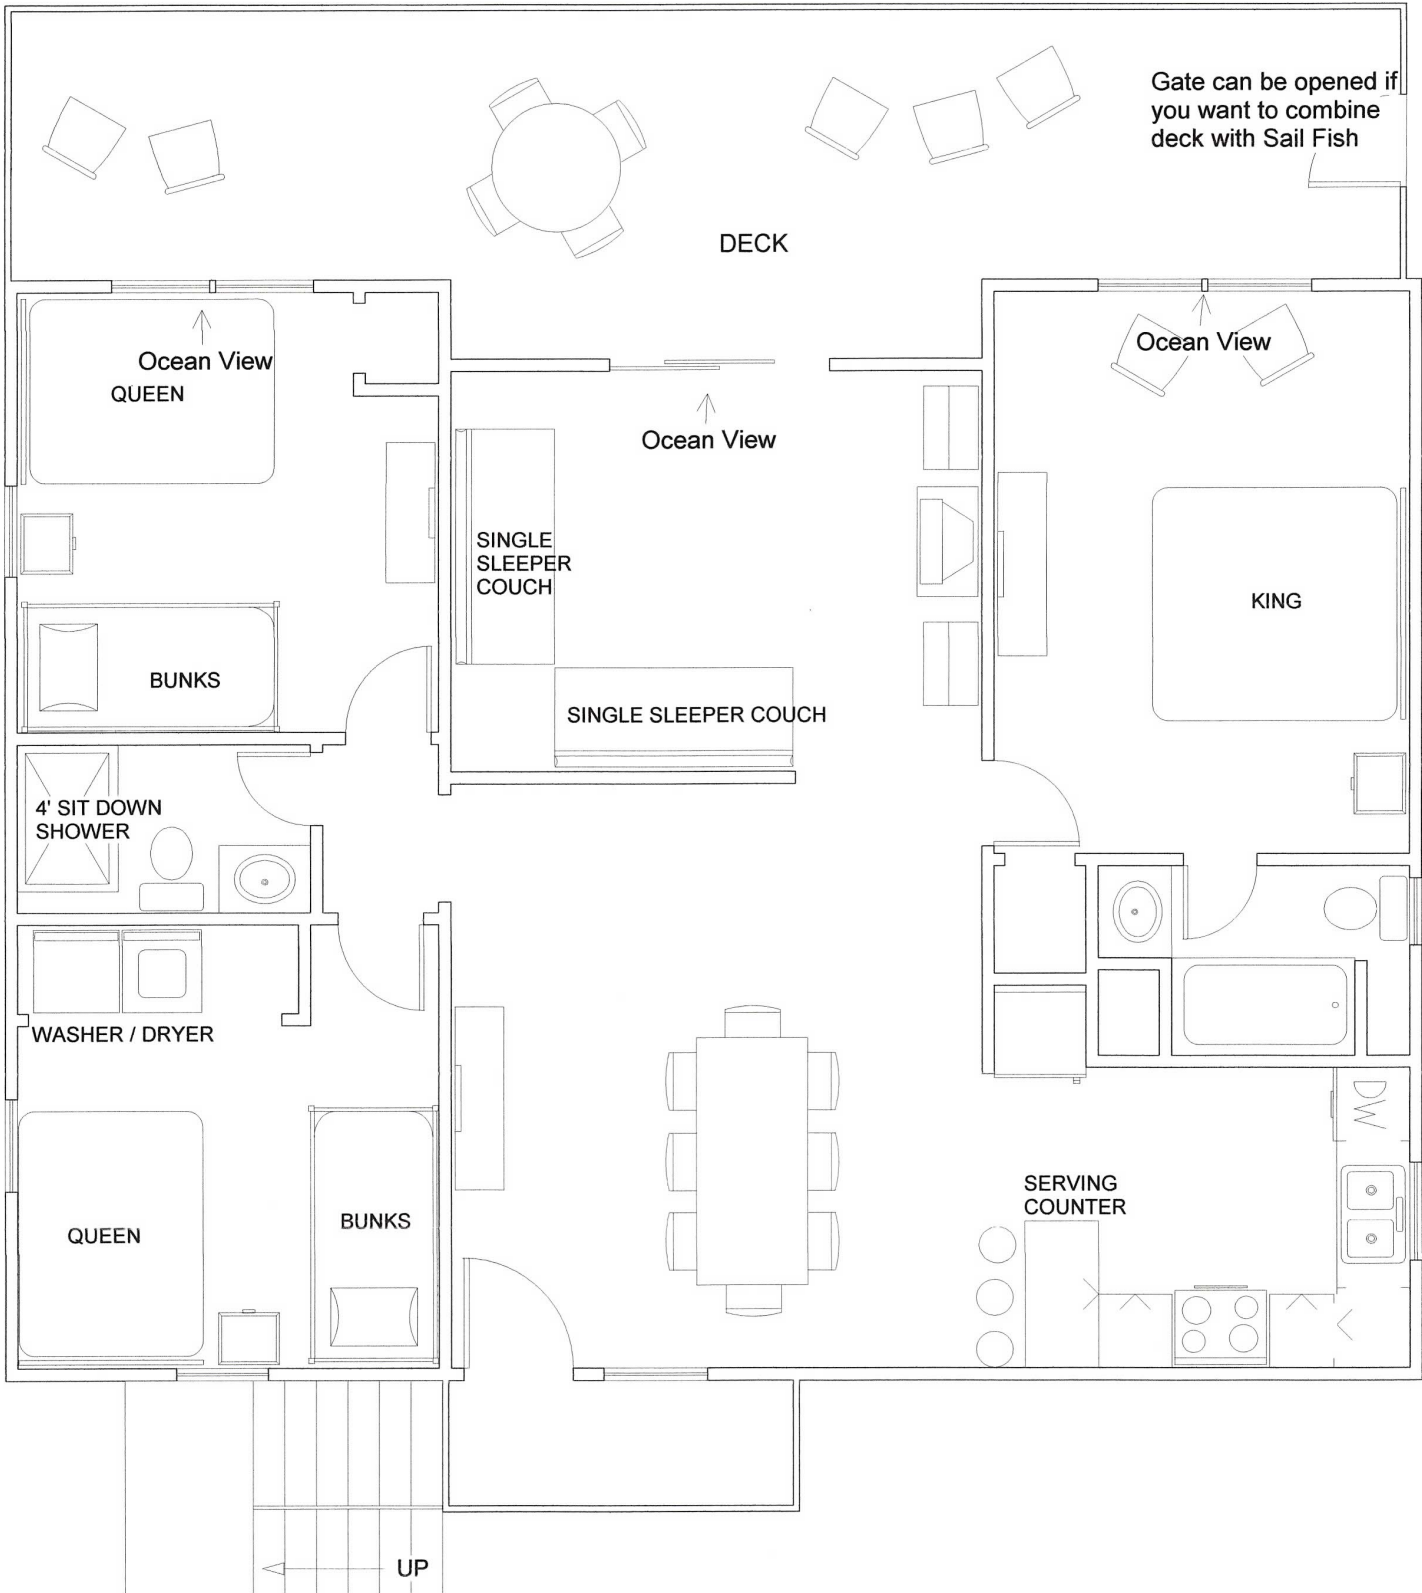 Gate can be opened if
you want to combine
deck with Sail Fish
DECK
Ocean View
QUEEN
Ocean View
Ocean View
SINGLE
SLEEPER
COUCH
KING
BUNKS
SINGLE SLEEPER COUCH
4' SIT DOWN
SHOWER
WASHER / DRYER
DW
SERVING
COUNTER
QUEEN
BUNKS
UP